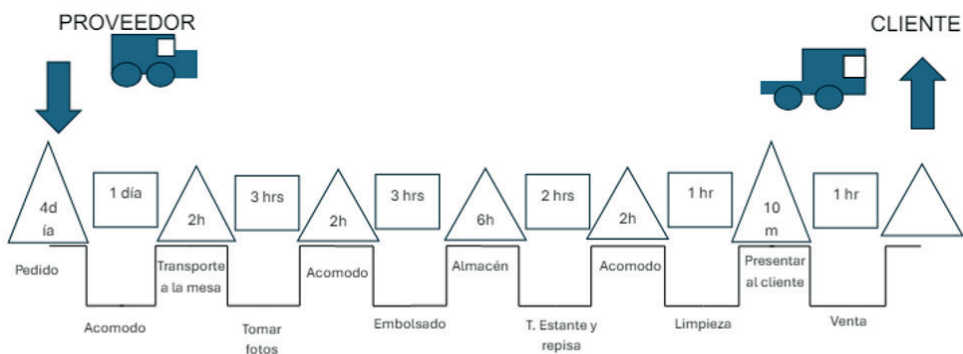 PROVEEDOR
CLIENTE
4d
ía
1 día
2h
3 hrs
2h
3 hrs
6h
2 hrs
2h
1 hr
10
m
1 hr
Pedido
Acomodo
Transporte
a la mesa
Tomar
fotos
Acomodo
Embolsado
Almacén
T. Estante y
repisa
Acomodo
Limpieza
Presentar
al cliente
Venta